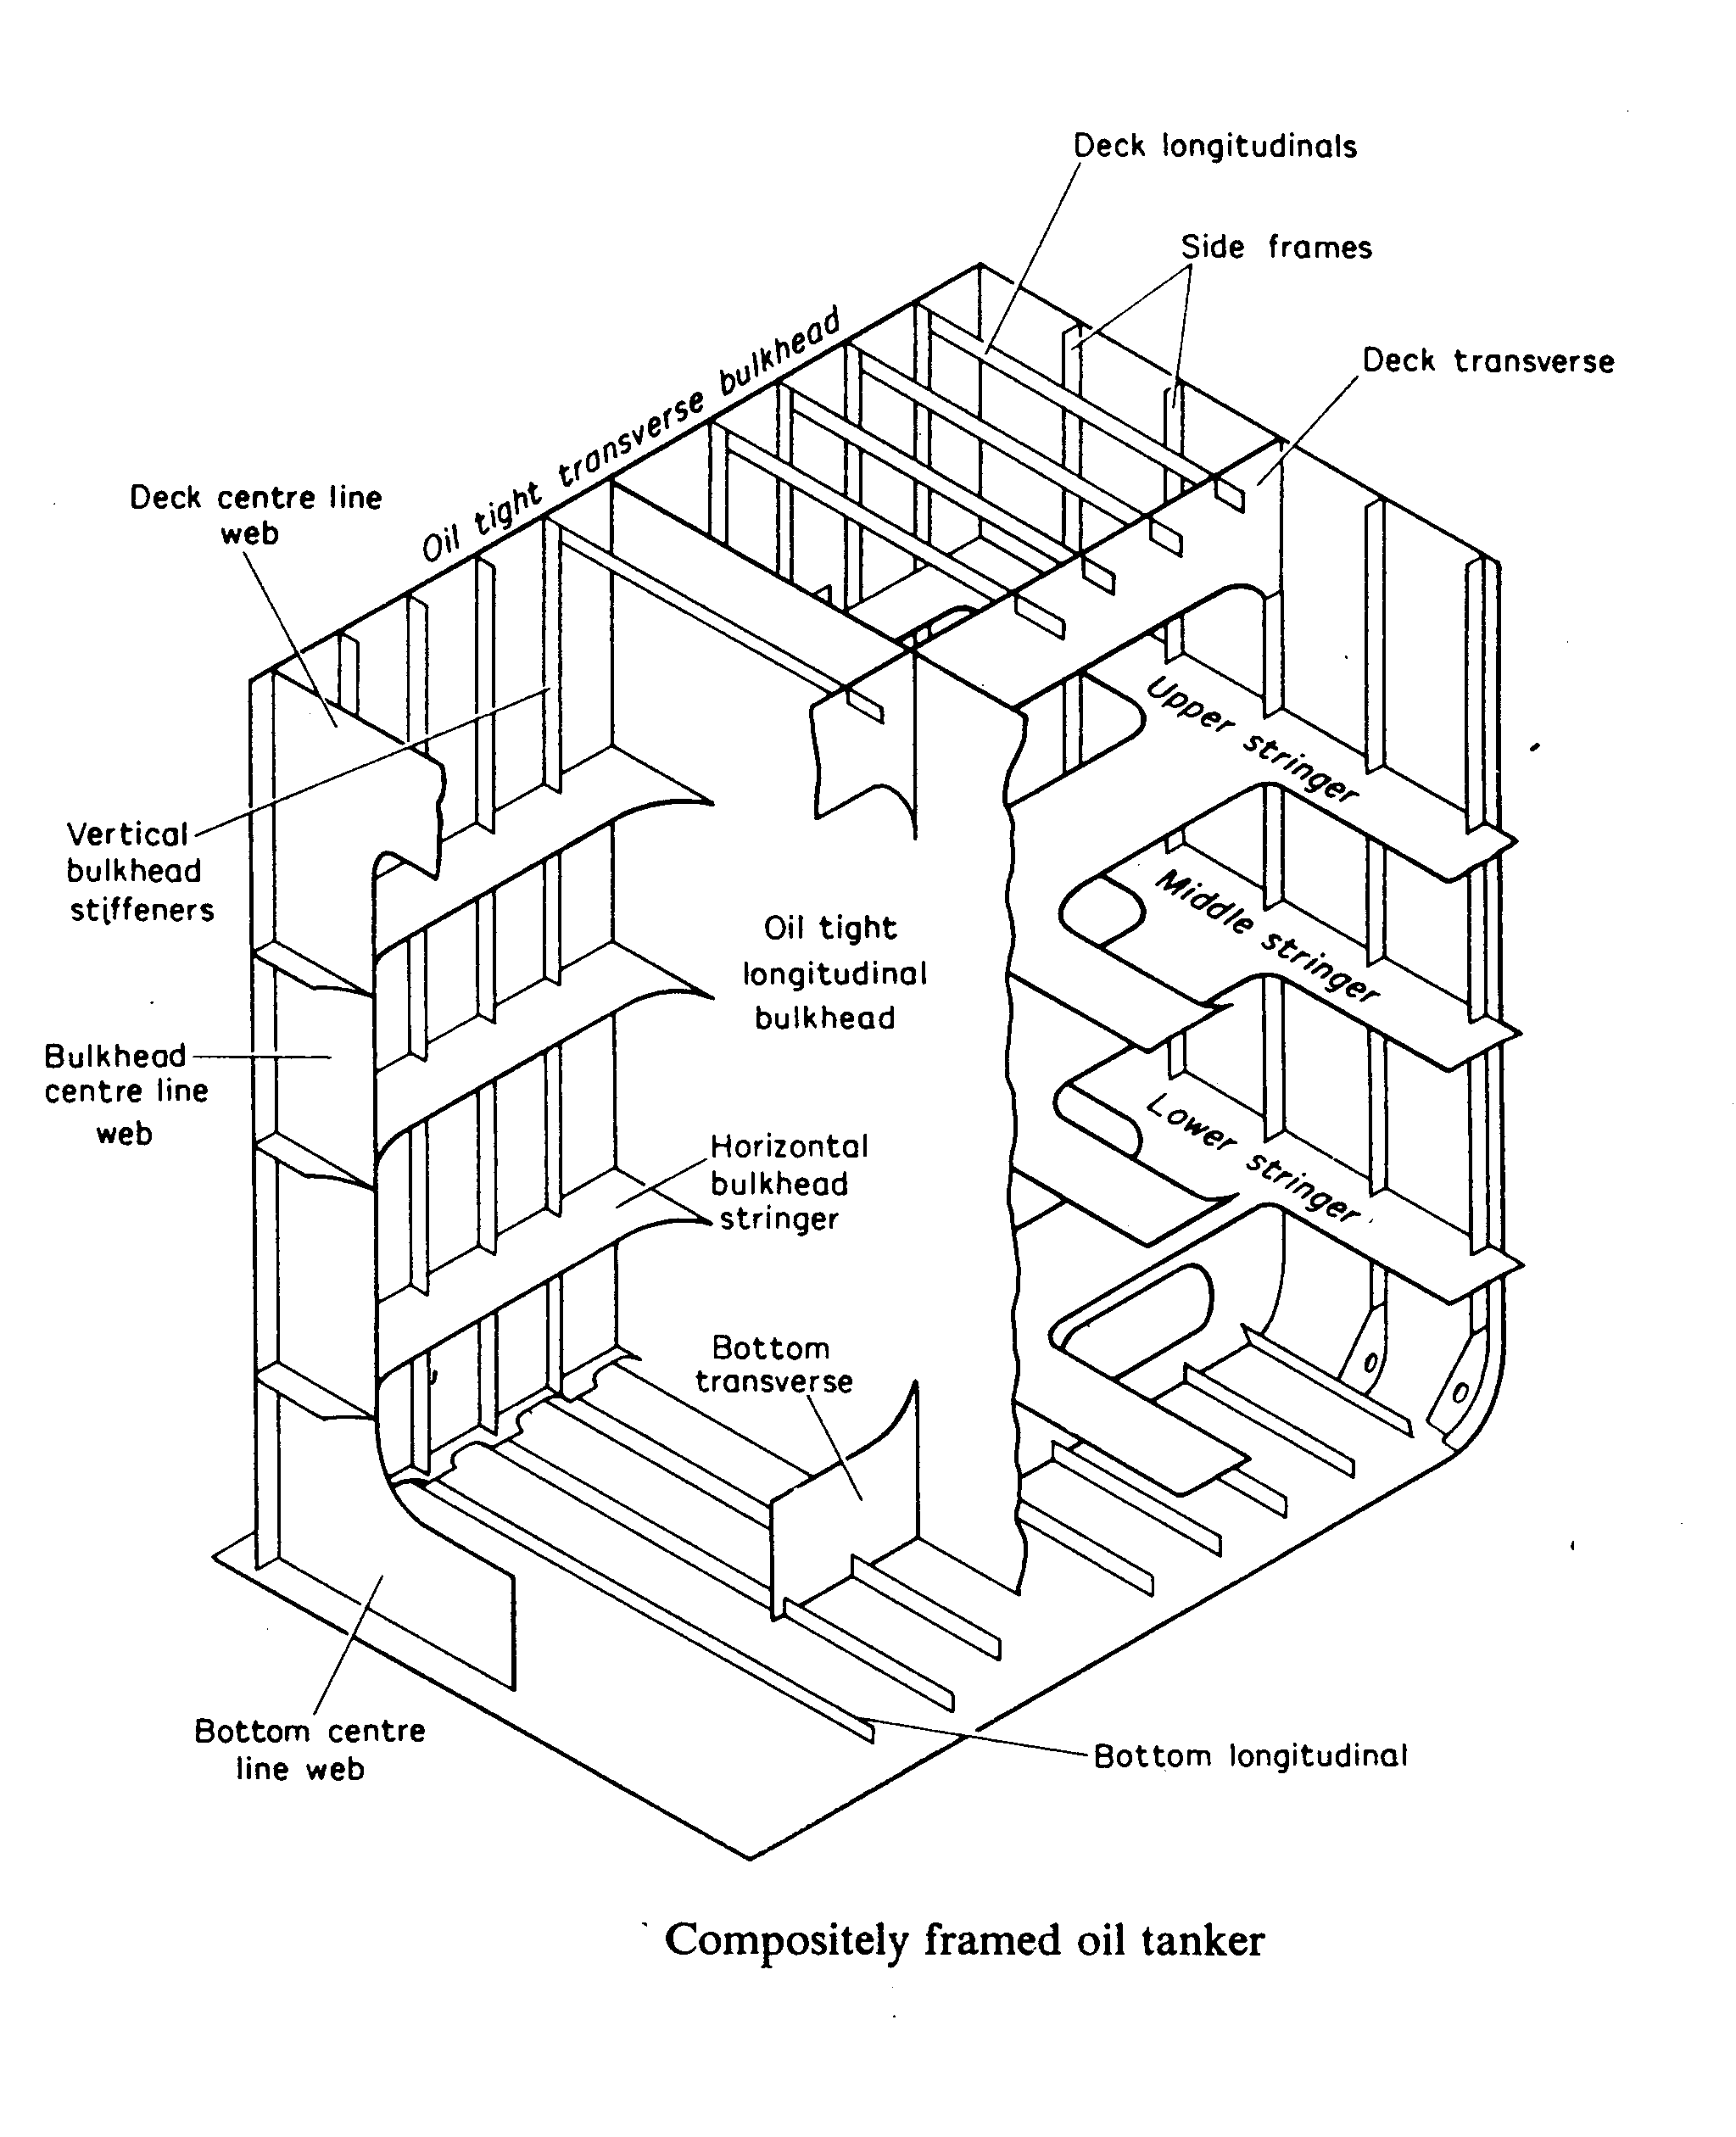 Deck longitudinals
Side frames
Deck transverse
Oil tight transverse bulkhead
Deck centre line
web
Upper stringer
Vertical
bulkhead
stiffeners
Middle stringer
Oil tight
longitudinal
bulkhead
Bulkhead
centre line
web
Lower stringer
Horizontal
bulkhead
stringer
Bottom
transverse
Bottom centre
line web
Bottom longitudinal
Compositely framed oil tanker